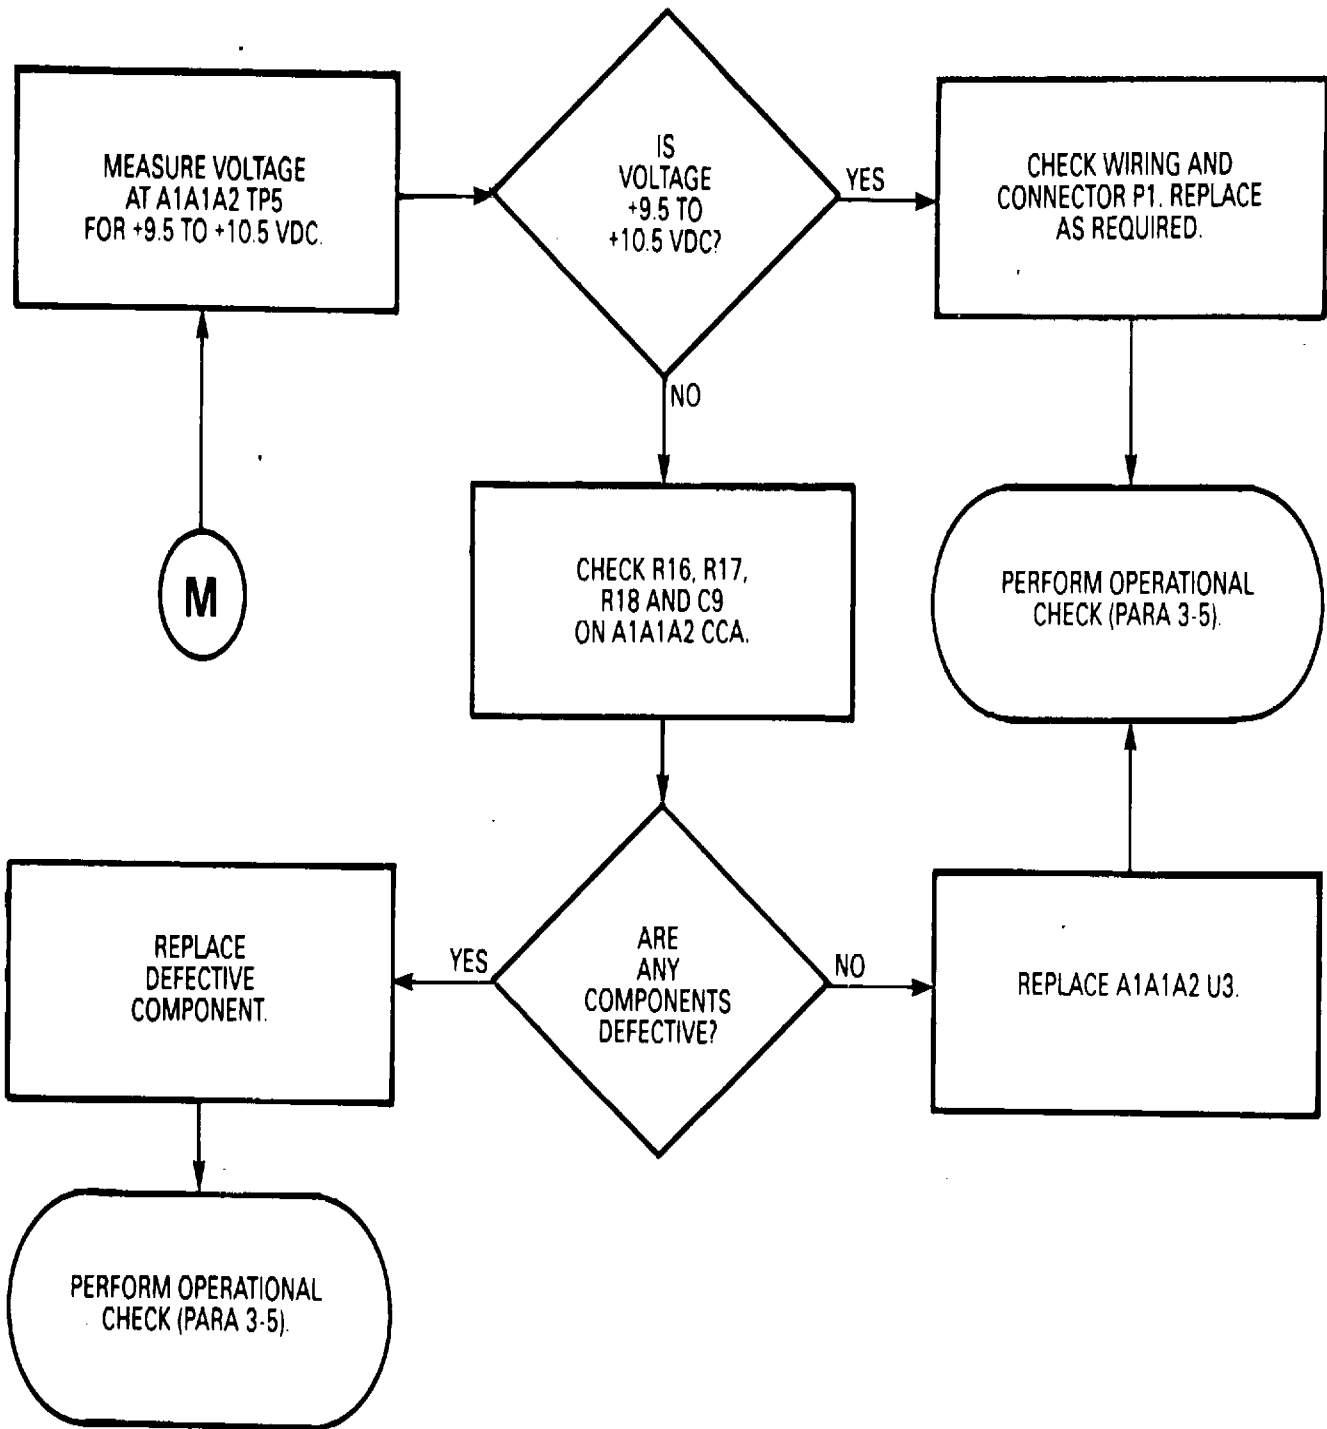 MEASURE VOLTAGE
AT A1A1A2 TP5
FOR +9.5 TO +10.5 VDC.
IS
VOLTAGE
+9.5 TO
+10.5 VDC?
YES
CHECK WIRING AND
CONNECTOR P1. REPLACE
AS REQUIRED.
NO
M
CHECK R16, R17,
R18 AND C9
ON A1A1A2 CCA.
PERFORM OPERATIONAL
CHECK (PARA 3-5).
REPLACE
DEFECTIVE
COMPONENT.
YES
ARE
ANY
COMPONENTS
DEFECTIVE?
NO
REPLACE A1A1A2 U3.
PERFORM OPERATIONAL
CHECK (PARA 3-5).